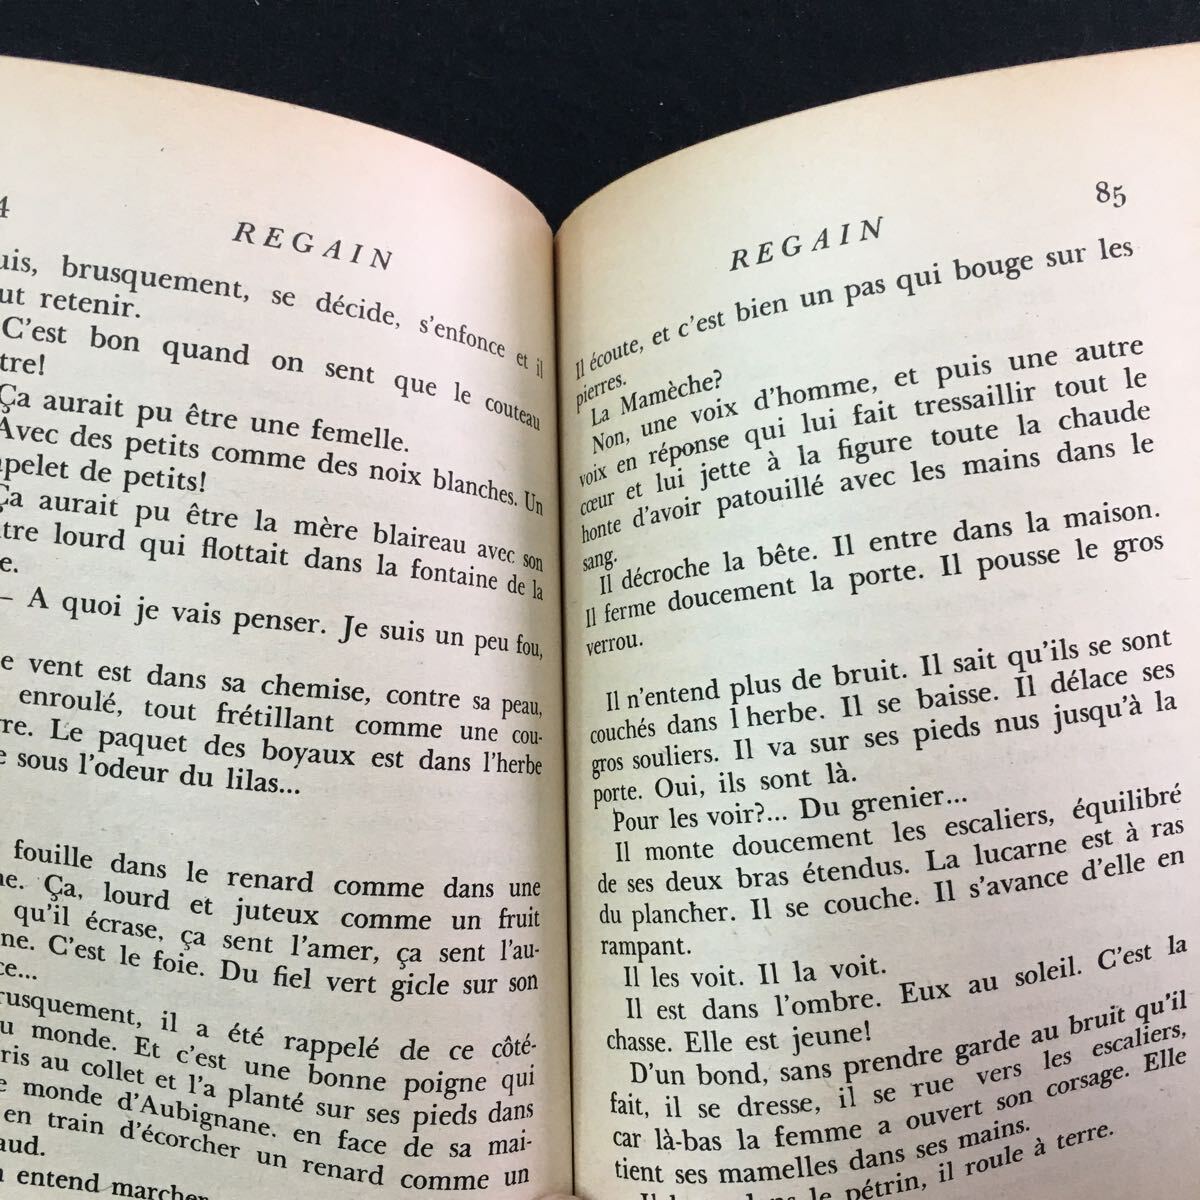 REGAIN
brusquement, se décide, s'enfonce et il
retenir.
C'est bon quand on sent que le couteau
Ça aurait pu être une femelle.
Avec des petits comme des noix blanches. Un
de petits!
Ça aurait pu être la mère blaireau avec son
lourd qui flottait dans la fontaine de la
– A quoi je vais penser. Je suis un peu fou,
vent est dans sa chemise, contre sa peau,
enroulé, tout frétillant comme une cou-
Le paquet des boyaux est dans l'herbe
sous l'odeur du lilas...
fouille dans le renard comme dans une
Ça, lourd et juteux comme un fruit
qu'il écrase, ça sent l'amer, ça sent l'au-
C'est le foie. Du fiel vert gicle sur son
il a été rappelé de ce côté-
monde. Et c'est une bonne poigne qui
au collet et l'a planté sur ses pieds dans
monde d'Aubignane. en face de sa mai-
en train d'écorcher un renard comme un
entend marcher
85
REGAIN
Il écoute, et c'est bien un pas qui bouge sur les
pierres.
La Mamèche?
Non, une voix d'homme, et puis une autre
voix en réponse qui lui fait tressaillir tout le
cœur et lui jette à la figure toute la chaude
honte d'avoir patouillé avec les mains dans le
sang.
Il décroche la bête. Il entre dans la maison.
Il ferme doucement la porte. Il pousse le gros
verrou.
Il n'entend plus de bruit. Il sait qu'ils se sont
couchés dans l herbe. Il se baisse. Il délace ses
gros souliers. Il va sur ses pieds nus jusqu'à la
porte. Oui, ils sont là.
Pour les voir?... Du grenier...
Il monte doucement les escaliers, équilibré
de ses deux bras étendus. La lucarne est à ras
du plancher. Il se couche. Il s'avance d'elle en
rampant.
Il les voit. Il la voit.
Il est dans l'ombre. Eux au soleil. C'est la
chasse. Elle est jeune!
D'un bond, sans prendre garde au bruit qu'il
fait, il se dresse, il se rue vers les escaliers,
car là-bas la femme a ouvert son corsage. Elle
tient ses mamelles dans ses mains.
le pétrin, il roule à terre.